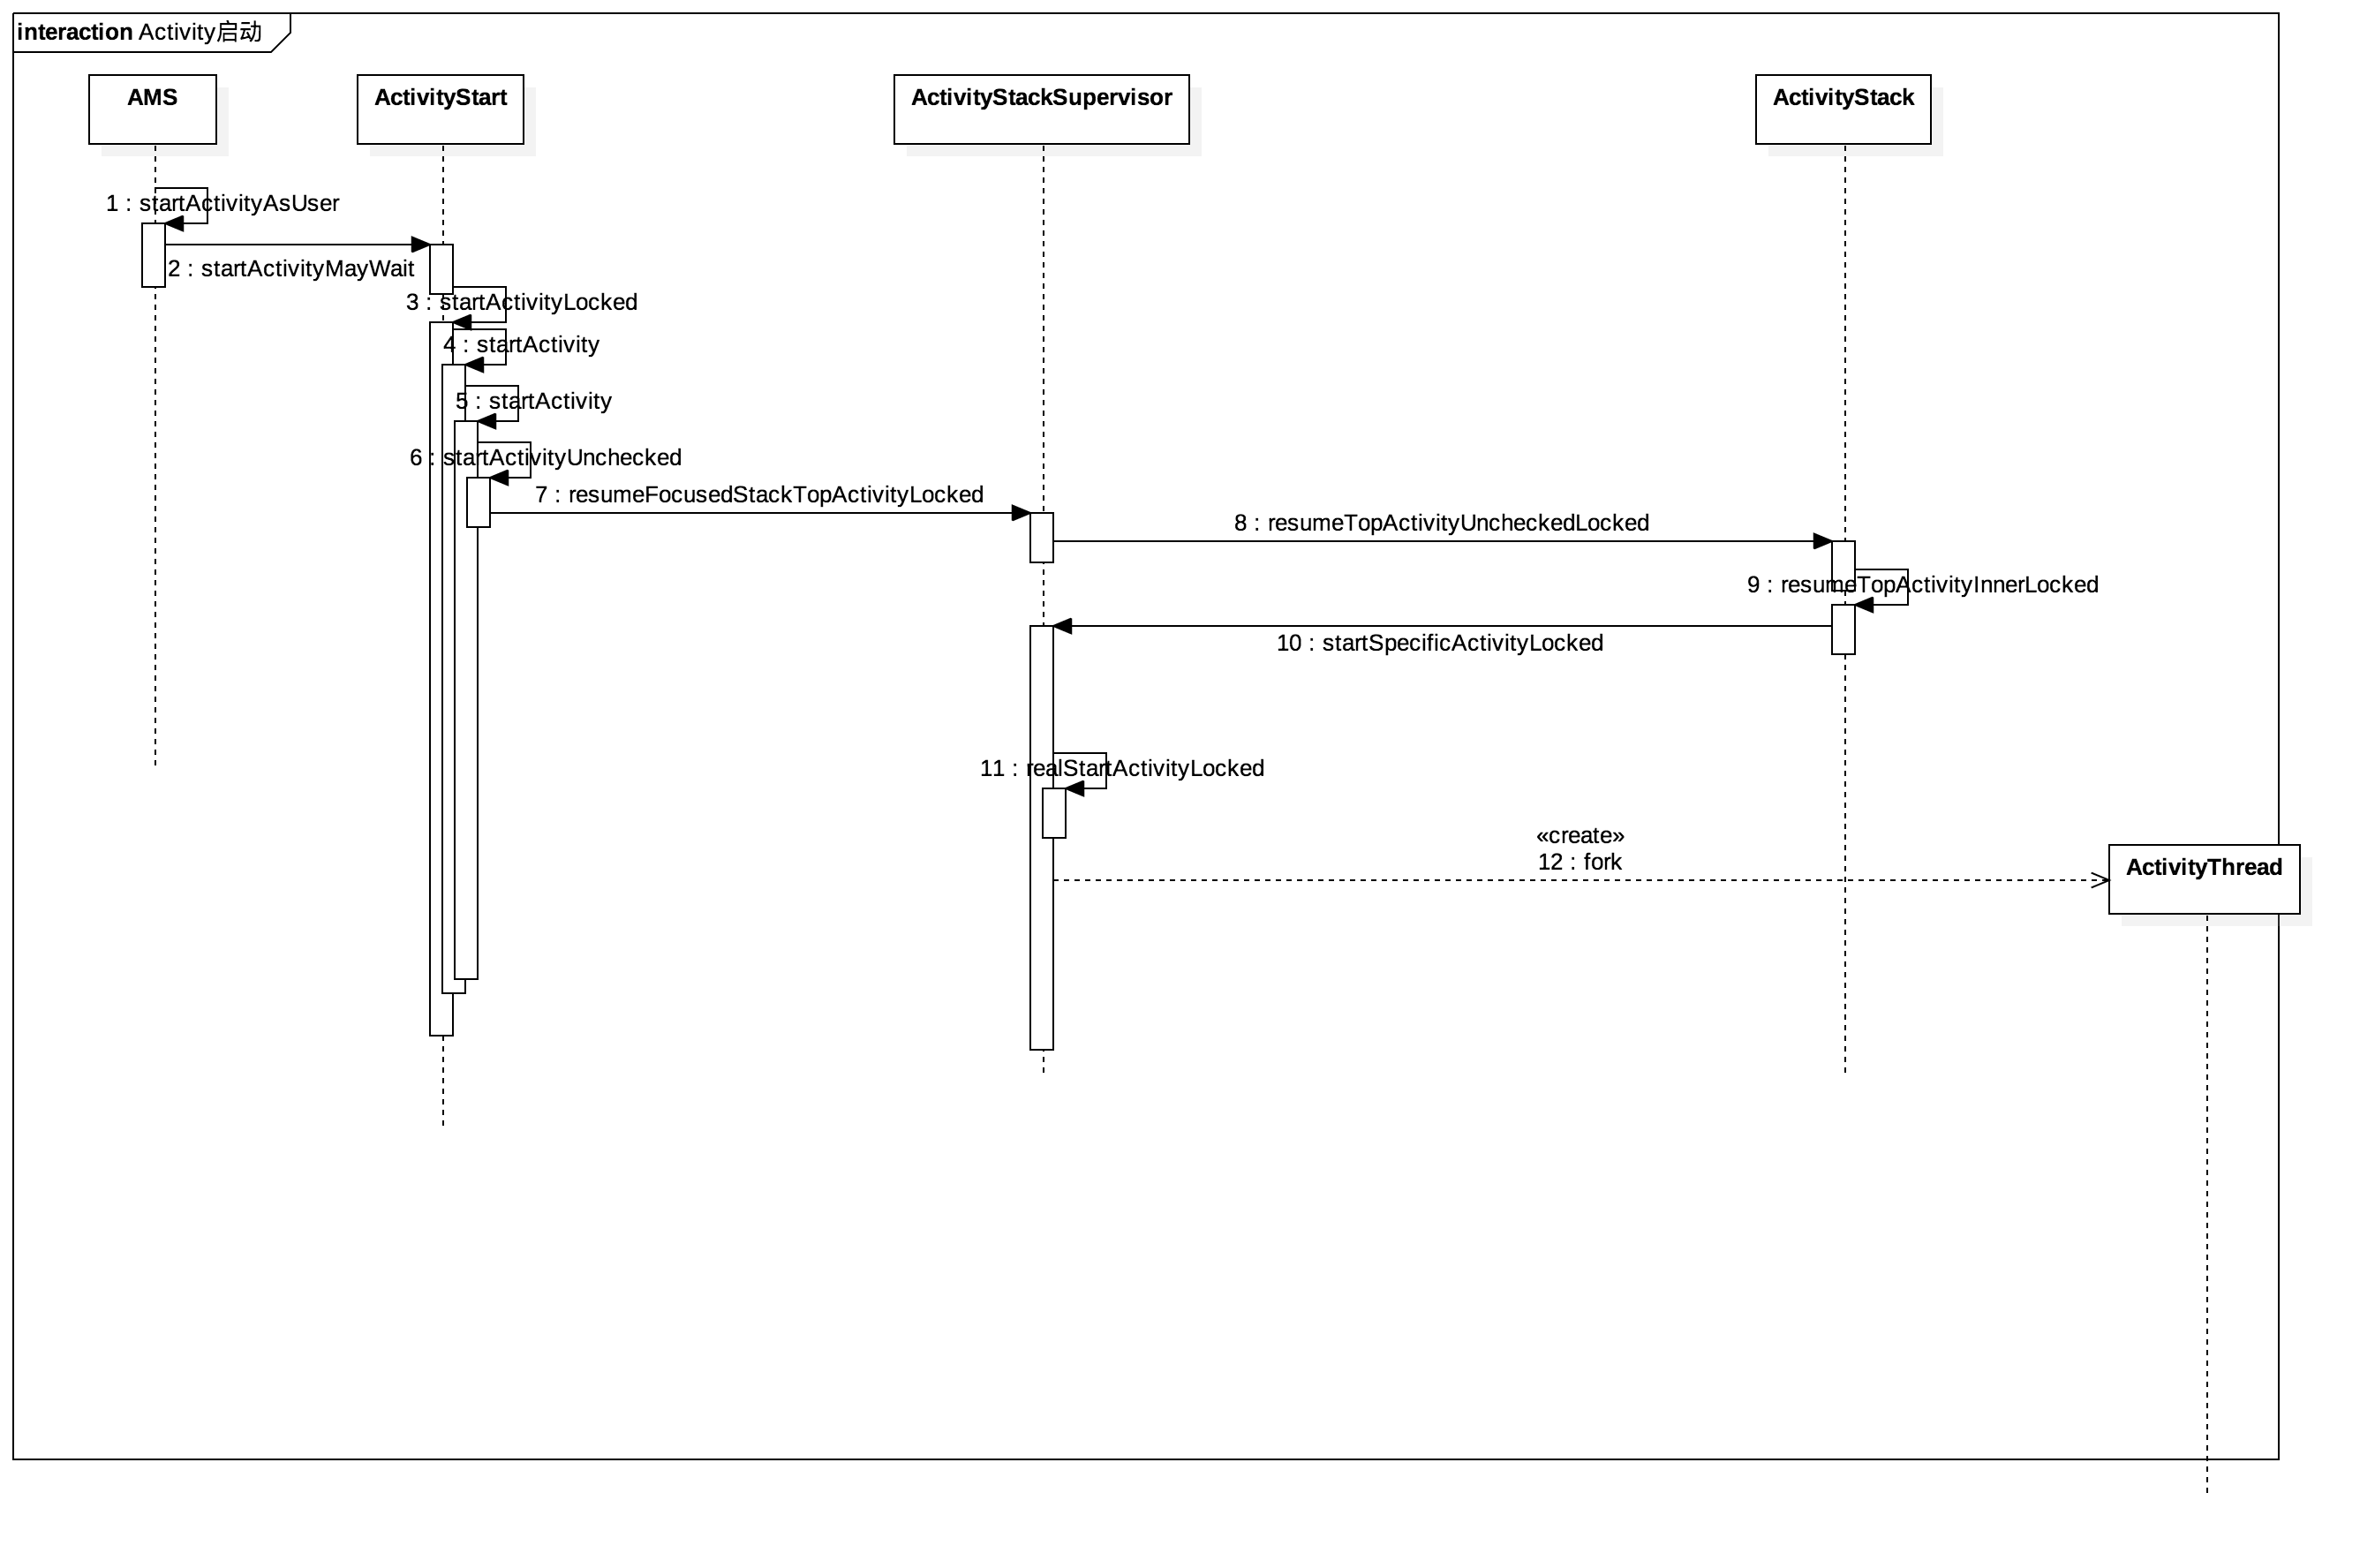 interaction Activity启动
AMS
ActivityStart
ActivityStackSupervisor
ActivityStack
1 : startActivityAsUser
2 : startActivityMayWait
3 : startActivityLocked
4 : startActivity
5 : startActivity
6 : startActivityUnchecked
7 : resumeFocusedStackTopActivityLocked
8 : resumeTopActivityUncheckedLocked
9 : resumeTopActivityInnerLocked
10 : startSpecificActivityLocked
11 : realStartActivityLocked
«create»
12 : fork
ActivityThread